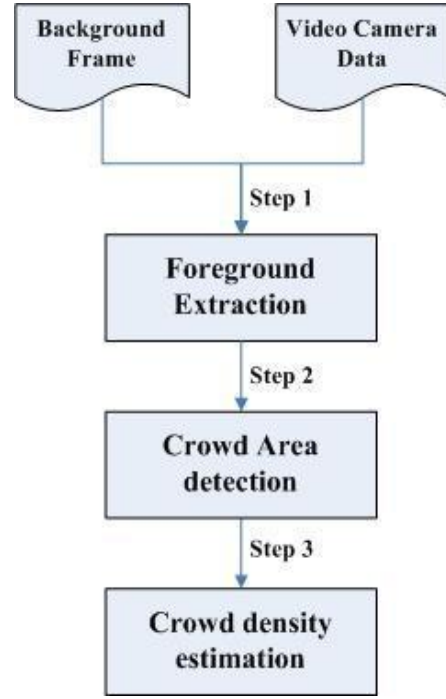 Background
Frame
Video Camera
Data
Step 1
Foreground
Extraction
Step 2
Crowd Area
detection
Step 3
Crowd density
estimation